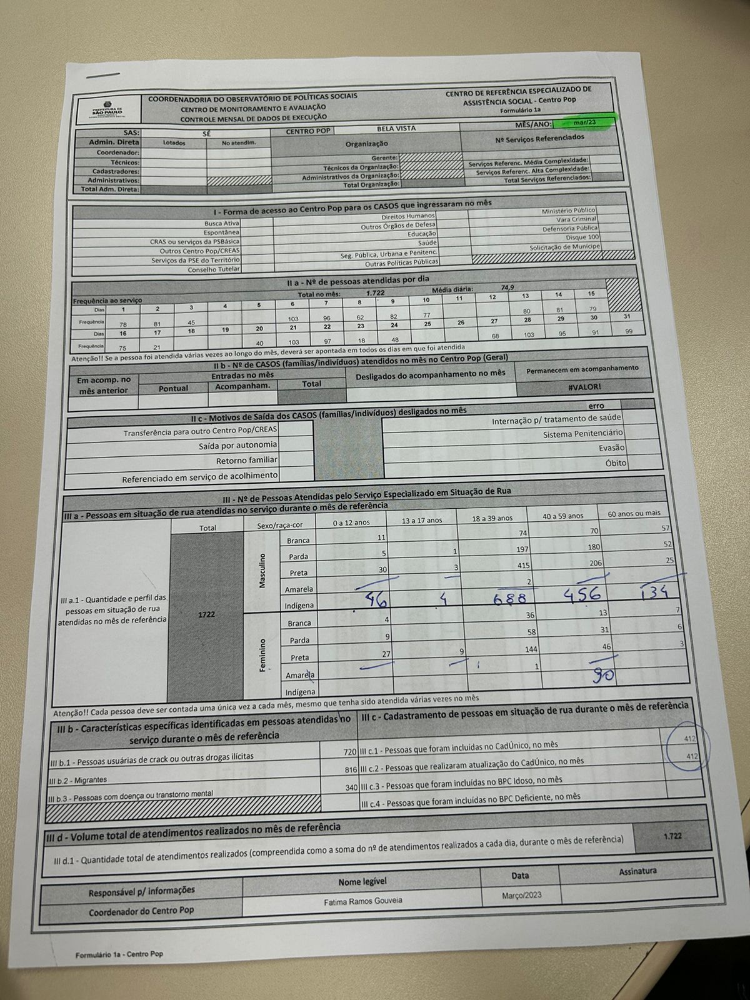 PREFEITURA DE
SÃO PAULO
COORDENADORIA DO OBSERVATÓRIO DE POLÍTICAS SOCIAIS
CENTRO DE MONITORAMENTO E AVALIAÇÃO
CONTROLE MENSAL DE DADOS DE EXECUÇÃO
CENTRO DE REFERÊNCIA ESPECIALIZADO DE
ASSISTÊNCIA SOCIAL - Centro Pop
Formulário 1a
SAS: SÉ CENTRO POP BELA VISTA MÊS/ANO: mar/23
Admin. Direta Lotados No atendim. Organização Nº Serviços Referenciados
Coordenador: Gerente:
Técnicos: Técnicos da Organização: Serviços Referenc. Média Complexidade:
Cadastradores: Administrativos da Organização: Serviços Referenc. Alta Complexidade:
Administrativos: Total Organização: Total Serviços Referenciados:
Total Adm. Direta:
I - Forma de acesso ao Centro Pop para os CASOS que ingressaram no mês
Busca Ativa Direitos Humanos Ministério Público
Espontânea Outros Órgãos de Defesa Vara Criminal
CRAS ou serviços da PSBásica Educação Defensoria Pública
Outros Centro Pop/CREAS Saúde Disque 100
Serviços da PSE do Território Seg. Pública, Urbana e Penitenc. Solicitação de Munícipe
Conselho Tutelar Outras Políticas Públicas
II a - Nº de pessoas atendidas por dia
Frequência ao serviço Total no mês: 1.722 Média diária: 74,9
Dias 1 2 3 4 5 6 7 8 9 10 11 12 13 14 15
Frequência 78 81 45 103 96 62 82 77 80 81 79
Dias 16 17 18 19 20 21 22 23 24 25 26 27 28 29 30 31
Frequência 75 21 40 103 97 18 48 68 103 95 91 99
Atenção!! Se a pessoa foi atendida várias vezes ao longo do mês, deverá ser apontada em todos os dias em que foi atendida
II b - Nº de CASOS (famílias/indivíduos) atendidos no mês no Centro Pop (Geral)
Em acomp. no mês anterior Entradas no mês Desligados do acompanhamento no mês Permanecem em acompanhamento
Pontual Acompanham. Total #VALOR!
II c - Motivos de Saída dos CASOS (famílias/indivíduos) desligados no mês erro
Transferência para outro Centro Pop/CREAS Internação p/ tratamento de saúde
Saída por autonomia Sistema Penitenciário
Retorno familiar Evasão
Referenciado em serviço de acolhimento Óbito
III - Nº de Pessoas Atendidas pelo Serviço Especializado em Situação de Rua
III a - Pessoas em situação de rua atendidas no serviço durante o mês de referência
Total Sexo/raça-cor 0 a 12 anos 13 a 17 anos 18 a 39 anos 40 a 59 anos 60 anos ou mais
III a.1 - Quantidade e perfil das
pessoas em situação de rua
atendidas no mês de referência
1722
Masculino
Branca 11 74 70 57
Parda 5 1 197 180 52
Preta 30 3 415 206 25
Amarela 2
Indígena 46 4 688 456 134
Feminino
Branca 4 36 13 7
Parda 9 58 31 6
Preta 27 9 144 46 3
Amarela 1
90
Indígena
Atenção!! Cada pessoa deve ser contada uma única vez a cada mês, mesmo que tenha sido atendida várias vezes no mês
III b - Características específicas identificadas em pessoas atendidas no
serviço durante o mês de referência
III c - Cadastramento de pessoas em situação de rua durante o mês de referência
III b.1 - Pessoas usuárias de crack ou outras drogas ilícitas 720 III c.1 - Pessoas que foram incluídas no CadÚnico, no mês 412
III b.2 - Migrantes 816 III c.2 - Pessoas que realizaram atualização do CadÚnico, no mês 412
III b.3 - Pessoas com doença ou transtorno mental 340 III c.3 - Pessoas que foram incluídas no BPC Idoso, no mês
III c.4 - Pessoas que foram incluídas no BPC Deficiente, no mês
III d - Volume total de atendimentos realizados no mês de referência
III d.1 - Quantidade total de atendimentos realizados (compreendida como a soma do nº de atendimentos realizados a cada dia, durante o mês de referência) 1.722
Responsável p/ informações Nome legível Data Assinatura
Coordenador do Centro Pop Fatima Ramos Gouveia Março/2023
Formulário 1a - Centro Pop